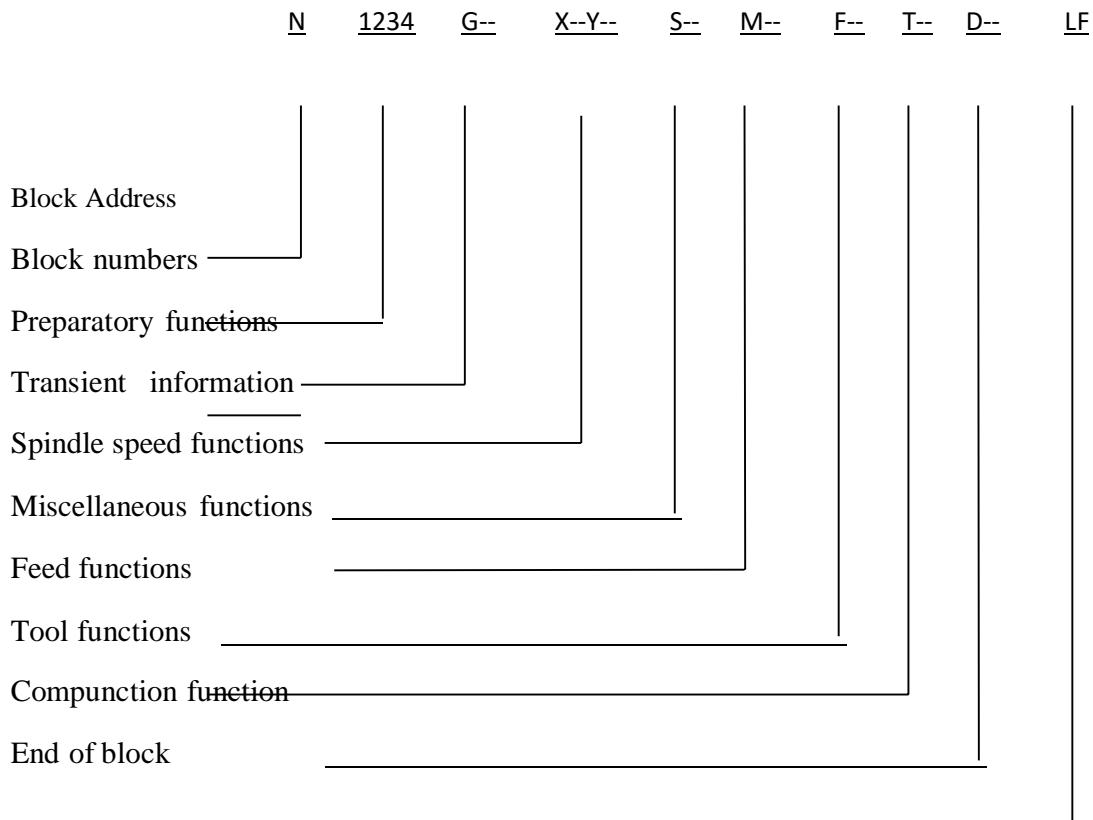 N 1234 G-- X--Y-- S-- M-- F-- T-- D-- LF
Block Address
Block numbers
Preparatory functions
Transient information
Spindle speed functions
Miscellaneous functions
Feed functions
Tool functions
Compunction function
End of block